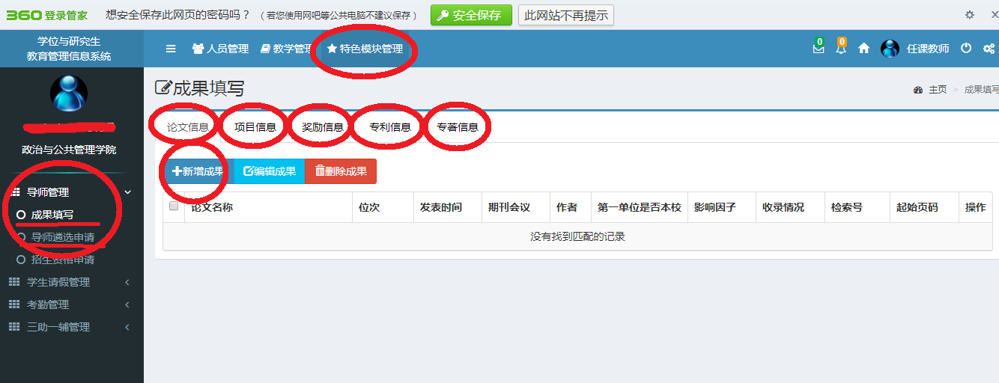 360 登录管家 想安全保存此网页的密码吗？（若您使用网吧等公共电脑不建议保存） 安全保存 此网站不再提示
学位与研究生
教育管理信息系统
人员管理 教学管理 特色模块管理 0 0 任课教师
成果填写
主页 > 成果填写
论文信息 项目信息 奖励信息 专利信息 专著信息
政治与公共管理学院
新增成果 编辑成果 删除成果
导师管理
成果填写
导师遴选申请
招生资格申请
学生请假管理
考勤管理
三助一辅管理
论文名称 位次 发表时间 期刊会议 作者 第一单位是否本校 影响因子 收录情况 检索号 起始页码 操作
没有找到匹配的记录